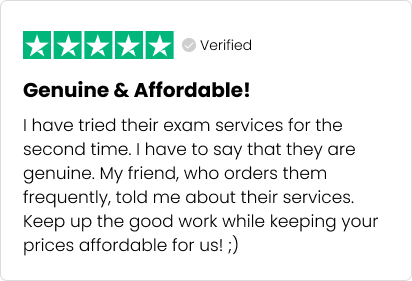 Verified
Genuine & Affordable!
I have tried their exam services for the
second time. I have to say that they are
genuine. My friend, who orders them
frequently, told me about their services.
Keep up the good work while keeping your
prices affordable for us! ;)